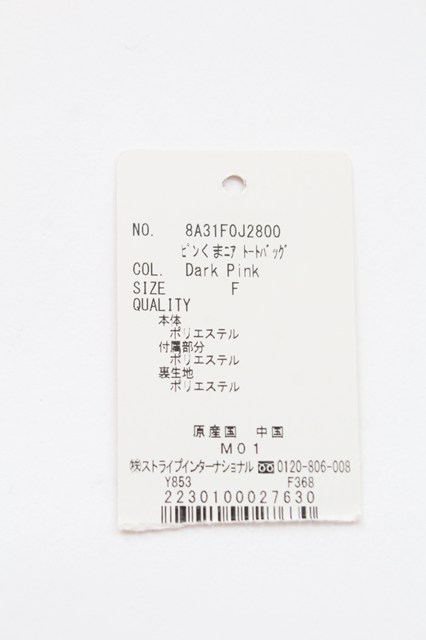 NO. 8A31F0J2800
ﾋﾟﾝくまﾆｱ ﾄｰﾄﾊﾞｯｸﾞ
COL. Dark Pink
SIZE F
QUALITY
本体
ポリエステル
付属部分
ポリエステル
裏生地
ポリエステル
原産国 中国
M01
㈱ストライプインターナショナル 0120-806-008
Y853 F368
2230100027630